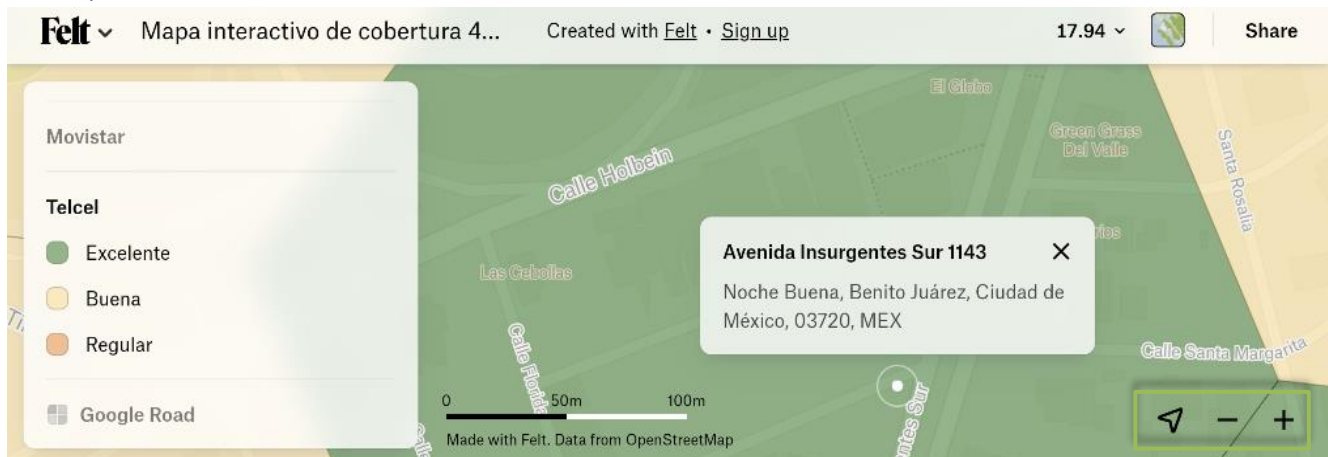 Felt
Mapa interactivo de cobertura 4...
Created with Felt • Sign up
17.94
Share
Movistar
Telcel
Excelente
Buena
Regular
Google Road
El Globo
Green Grass
Del Valle
Santa Rosalia
Calle Holbein
Las Cebollas
Calle Florida
Avenida Insurgentes Sur 1143
Noche Buena, Benito Juárez, Ciudad de
México, 03720, MEX
Calle Santa Margarita
0 50m 100m
Made with Felt. Data from OpenStreetMap